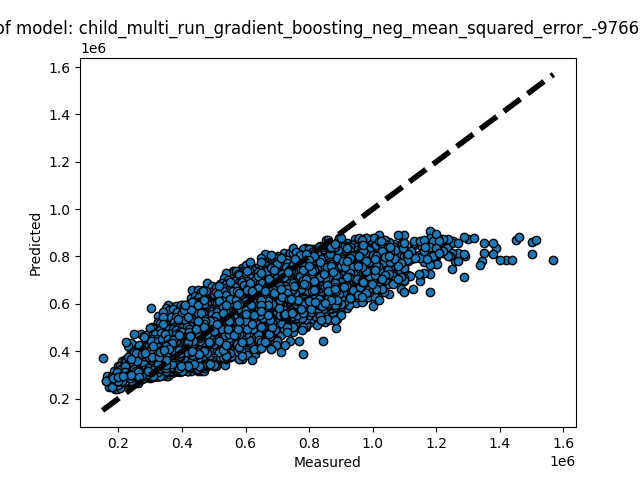 of model: child_multi_run_gradient_boosting_neg_mean_squared_error_-9766
1e6
1.6
1.4
1.2
1.0
0.8
0.6
0.4
0.2
Predicted
0.2 0.4 0.6 0.8 1.0 1.2 1.4 1.6
Measured
1e6